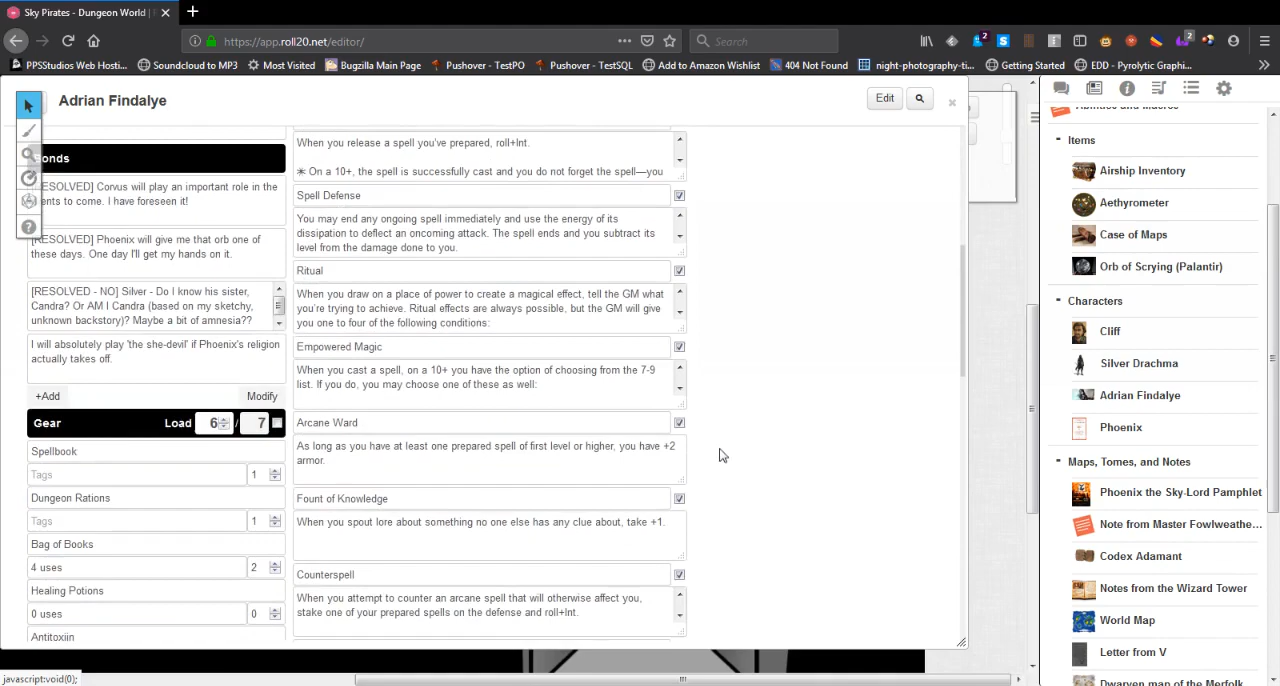 Sky Pirates - Dungeon World |
https://app.roll20.net/editor/
Search
2
2
PPSStudios Web Hosti...
Soundcloud to MP3
Most Visited
Bugzilla Main Page
Pushover - TestPO
Pushover - TestSQL
Add to Amazon Wishlist
404 Not Found
night-photography-ti...
Getting Started
EDD - Pyrolytic Graphi...
Adrian Findalye
Edit
onds
RESOLVED] Corvus will play an important role in the
ents to come. I have foreseen it!
[RESOLVED] Phoenix will give me that orb one of
these days. One day I'll get my hands on it.
[RESOLVED - NO] Silver - Do I know his sister,
Candra? Or AM I Candra (based on my sketchy,
unknown backstory)? Maybe a bit of amnesia??
I will absolutely play 'the she-devil' if Phoenix's religion
actually takes off.
+Add
Modify
Gear
Load
6
/
7
Spellbook
Tags
1
Dungeon Rations
Tags
1
Bag of Books
4 uses
2
Healing Potions
0 uses
0
Antitoxiin
When you release a spell you've prepared, roll+Int.
✶ On a 10+, the spell is successfully cast and you do not forget the spell—you
Spell Defense
You may end any ongoing spell immediately and use the energy of its
dissipation to deflect an oncoming attack. The spell ends and you subtract its
level from the damage done to you.
Ritual
When you draw on a place of power to create a magical effect, tell the GM what
you're trying to achieve. Ritual effects are always possible, but the GM will give
you one to four of the following conditions:
Empowered Magic
When you cast a spell, on a 10+ you have the option of choosing from the 7-9
list. If you do, you may choose one of these as well:
Arcane Ward
As long as you have at least one prepared spell of first level or higher, you have +2
armor.
Fount of Knowledge
When you spout lore about something no one else has any clue about, take +1.
Counterspell
When you attempt to counter an arcane spell that will otherwise affect you,
stake one of your prepared spells on the defense and roll+Int.
Abilities and Macros
Items
Airship Inventory
Aethyrometer
Case of Maps
Orb of Scrying (Palantir)
Characters
Cliff
Silver Drachma
Adrian Findalye
Phoenix
Maps, Tomes, and Notes
Phoenix the Sky-Lord Pamphlet
Note from Master Fowlweathe...
Codex Adamant
Notes from the Wizard Tower
World Map
Letter from V
Dwarven map of the Merfolk
javascript:void(0);